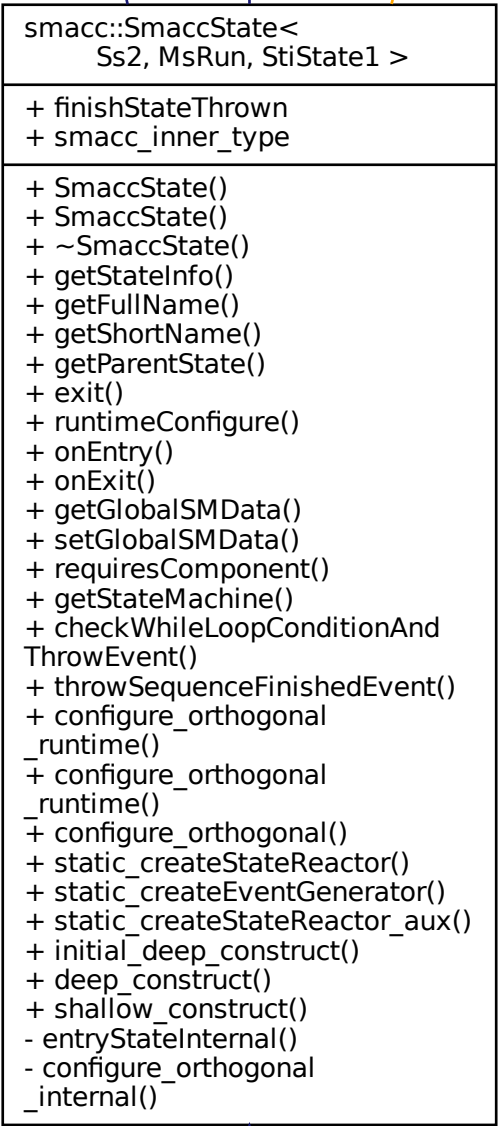 smacc::SmaccState<
Ss2, MsRun, StiState1 >
+ finishStateThrown
+ smacc_inner_type
+ SmaccState()
+ SmaccState()
+ ~SmaccState()
+ getStateInfo()
+ getFullName()
+ getShortName()
+ getParentState()
+ exit()
+ runtimeConfigure()
+ onEntry()
+ onExit()
+ getGlobalSMData()
+ setGlobalSMData()
+ requiresComponent()
+ getStateMachine()
+ checkWhileLoopConditionAnd
ThrowEvent()
+ throwSequenceFinishedEvent()
+ configure_orthogonal
_runtime()
+ configure_orthogonal
_runtime()
+ configure_orthogonal()
+ static_createStateReactor()
+ static_createEventGenerator()
+ static_createStateReactor_aux()
+ initial_deep_construct()
+ deep_construct()
+ shallow_construct()
- entryStateInternal()
- configure_orthogonal
_internal()